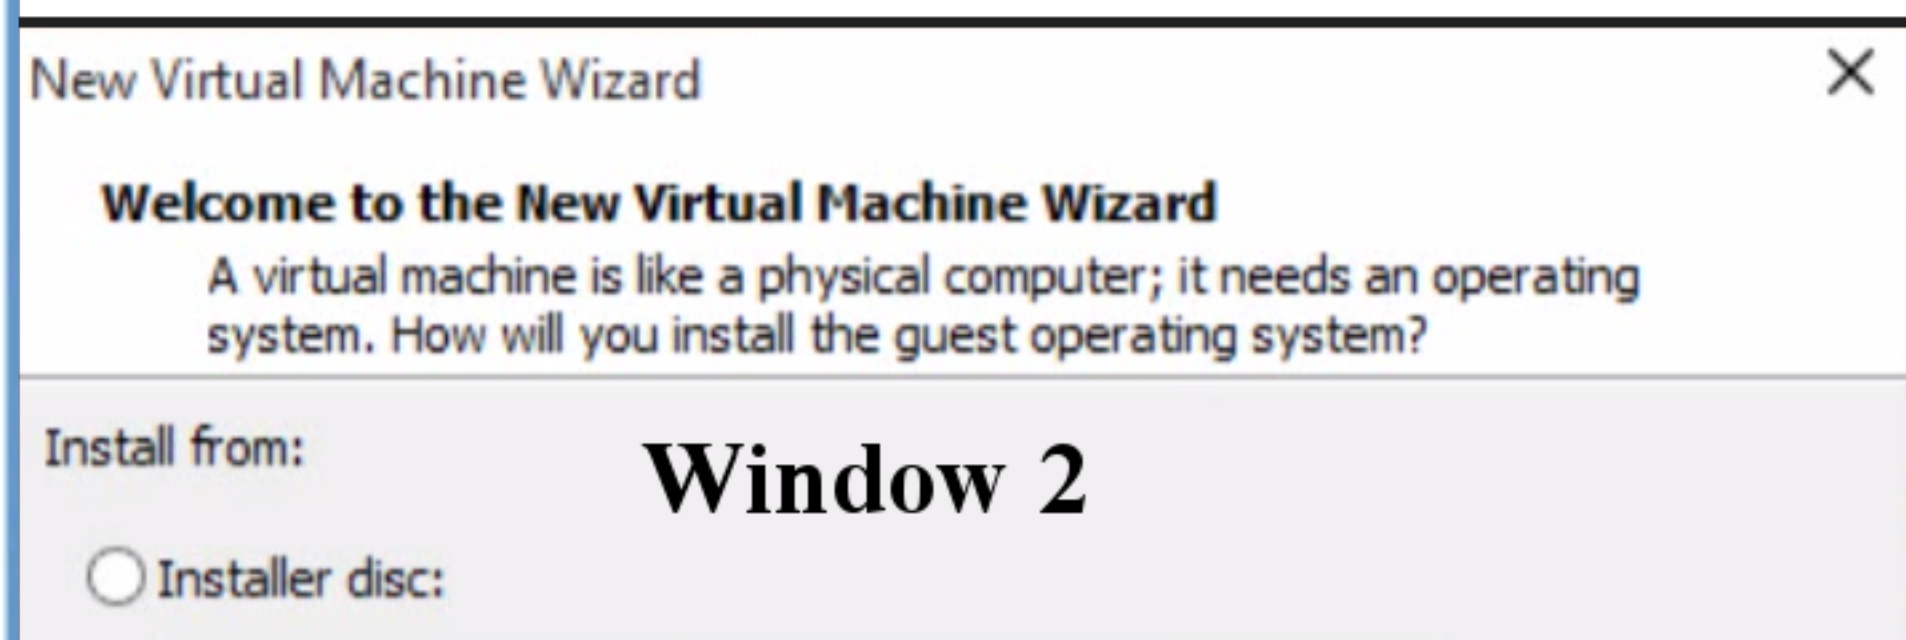 New Virtual Machine Wizard
Welcome to the New Virtual Machine Wizard
A virtual machine is like a physical computer; it needs an operating
system. How will you install the guest operating system?
Install from:
Window 2
Installer disc: